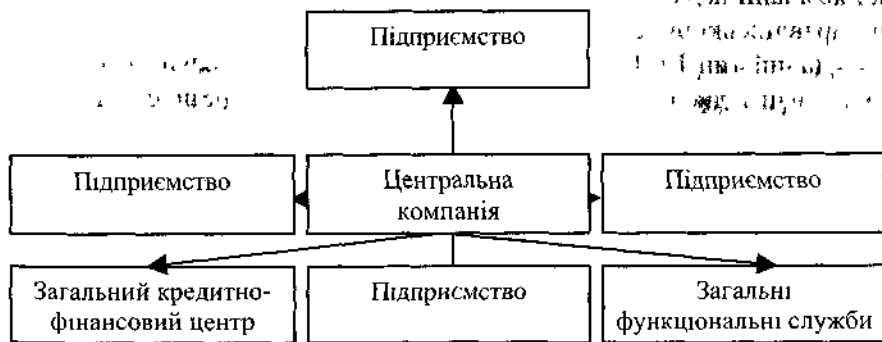 Підприємство
Підприємство
Центральна
компанія
Підприємство
Загальний кредитно-
фінансовий центр
Підприємство
Загальні
функціональні служби